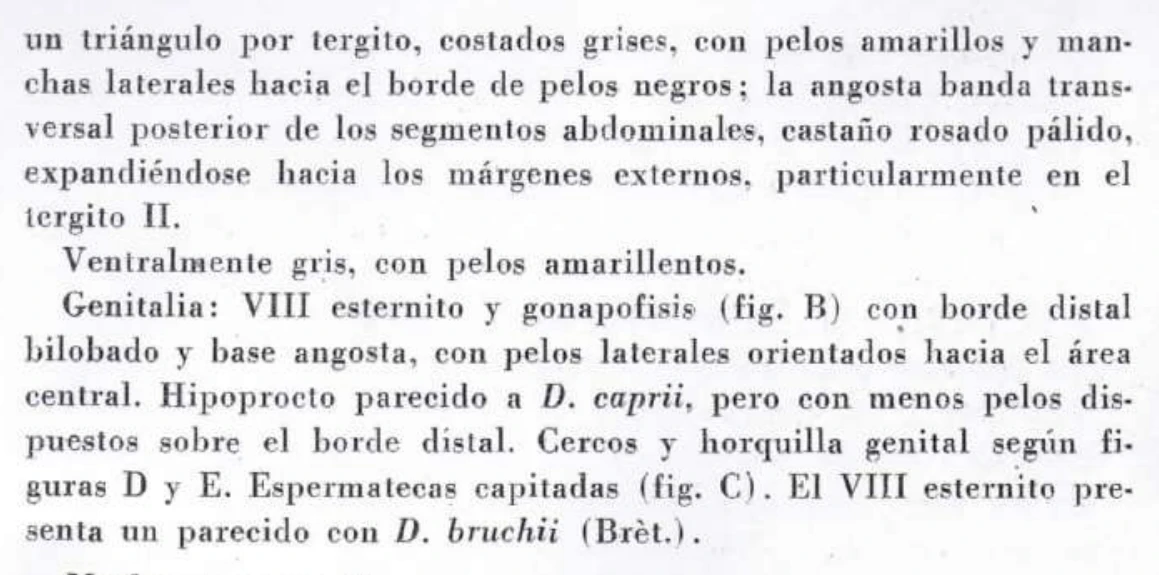 un triángulo por tergito, costados grises, con pelos amarillos y man-
chas laterales hacia el borde de pelos negros; la angosta banda trans-
versal posterior de los segmentos abdominales, castaño rosado pálido,
expandiéndose hacia los márgenes externos, particularmente en el
tergito II.
Ventralmente gris, con pelos amarillentos.
Genitalia: VIII esternito y gonapofisis (fig. B) con borde distal
bilobado y base angosta, con pelos laterales orientados hacia el área
central. Hipoprocto parecido a D. caprii, pero con menos pelos dis-
puestos sobre el borde distal. Cercos y horquilla genital según fi-
guras D y E. Espermatecas capitadas (fig. C). El VIII esternito pre-
senta un parecido con D. bruchii (Brèt.).